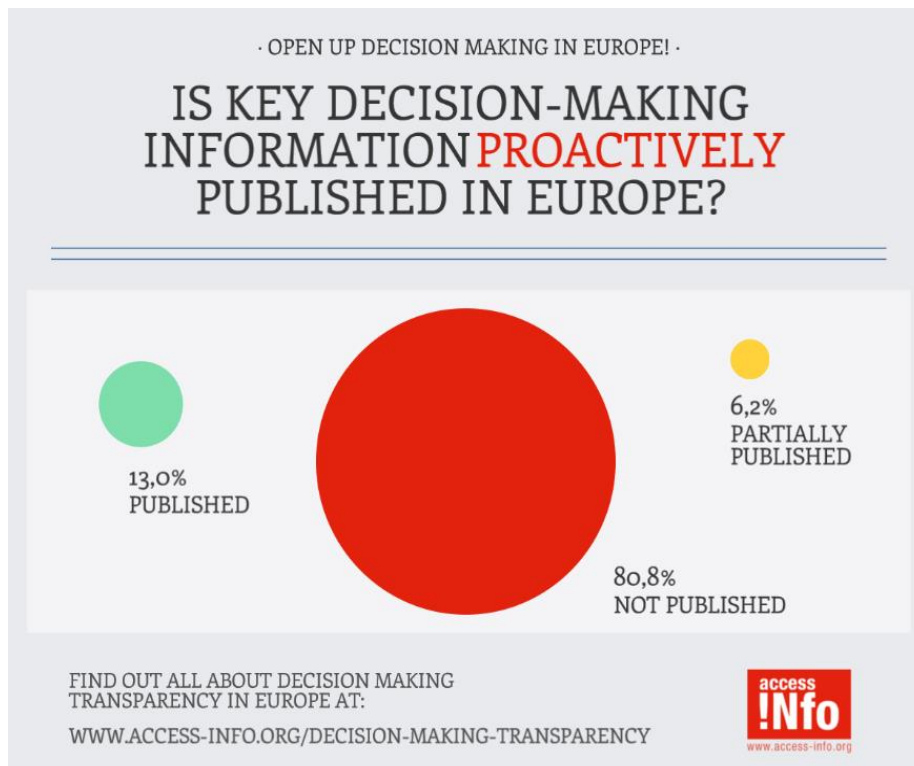 · OPEN UP DECISION MAKING IN EUROPE! ·
IS KEY DECISION-MAKING
INFORMATION PROACTIVELY
PUBLISHED IN EUROPE?
13,0%
PUBLISHED
6,2%
PARTIALLY
PUBLISHED
80,8%
NOT PUBLISHED
FIND OUT ALL ABOUT DECISION MAKING
TRANSPARENCY IN EUROPE AT:
WWW.ACCESS-INFO.ORG/DECISION-MAKING-TRANSPARENCY
access
!Nfo
www.access-info.org